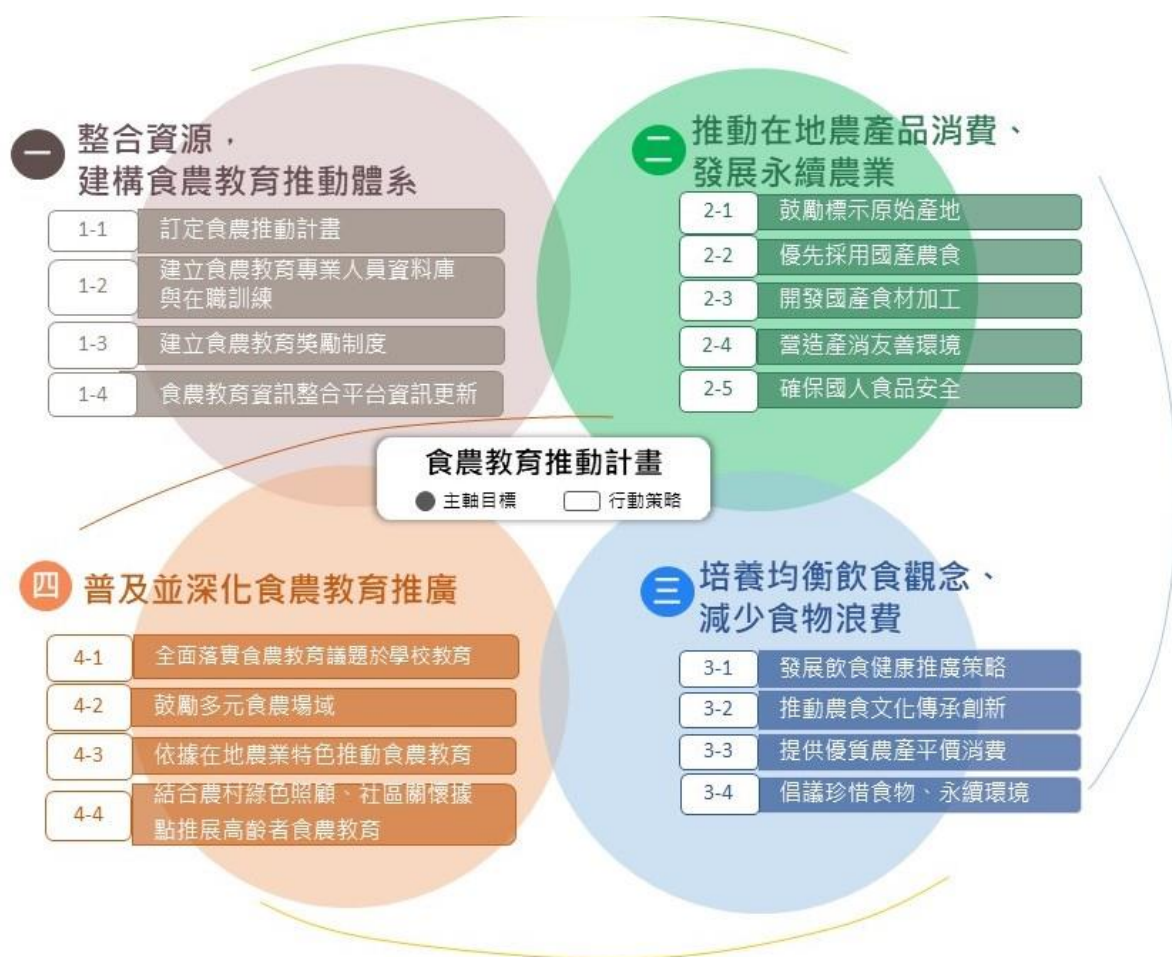 一
整合資源，
建構食農教育推動體系
1-1 訂定食農推動計畫
1-2 建立食農教育專業人員資料庫
與在職訓練
1-3 建立食農教育獎勵制度
1-4 食農教育資訊整合平台資訊更新
二
推動在地農產品消費、
發展永續農業
2-1 鼓勵標示原始產地
2-2 優先採用國產農食
2-3 開發國產食材加工
2-4 營造產消友善環境
2-5 確保國人食品安全
食農教育推動計畫
主軸目標 行動策略
三
培養均衡飲食觀念、
減少食物浪費
3-1 發展飲食健康推廣策略
3-2 推動農食文化傳承創新
3-3 提供優質農產平價消費
3-4 倡議珍惜食物、永續環境
四 普及並深化食農教育推廣
4-1 全面落實食農教育議題於學校教育
4-2 鼓勵多元食農場域
4-3 依據在地農業特色推動食農教育
4-4 結合農村綠色照顧、社區關懷據
點推展高齡者食農教育